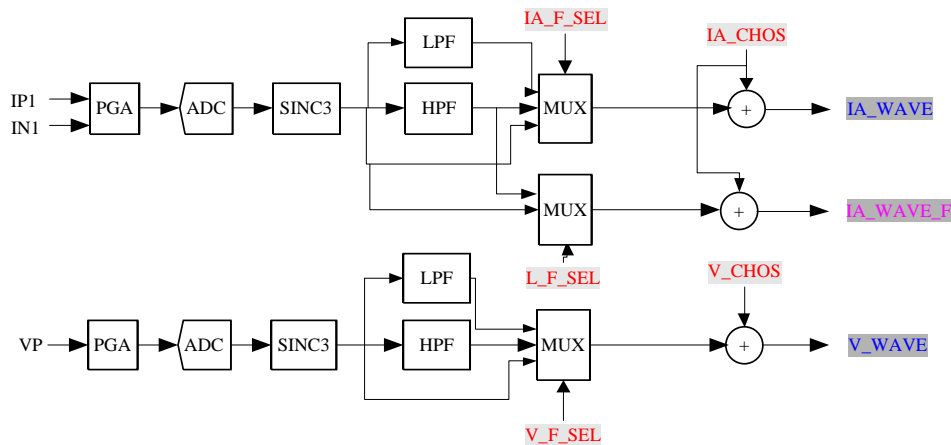 IA_F_SEL
IA_CHOS
LPF
IP1
IN1
PGA
ADC
SINC3
HPF
MUX
+
IA_WAVE
MUX
+
IA_WAVE_F
L_F_SEL
V_CHOS
LPF
VP
PGA
ADC
SINC3
HPF
MUX
+
V_WAVE
V_F_SEL